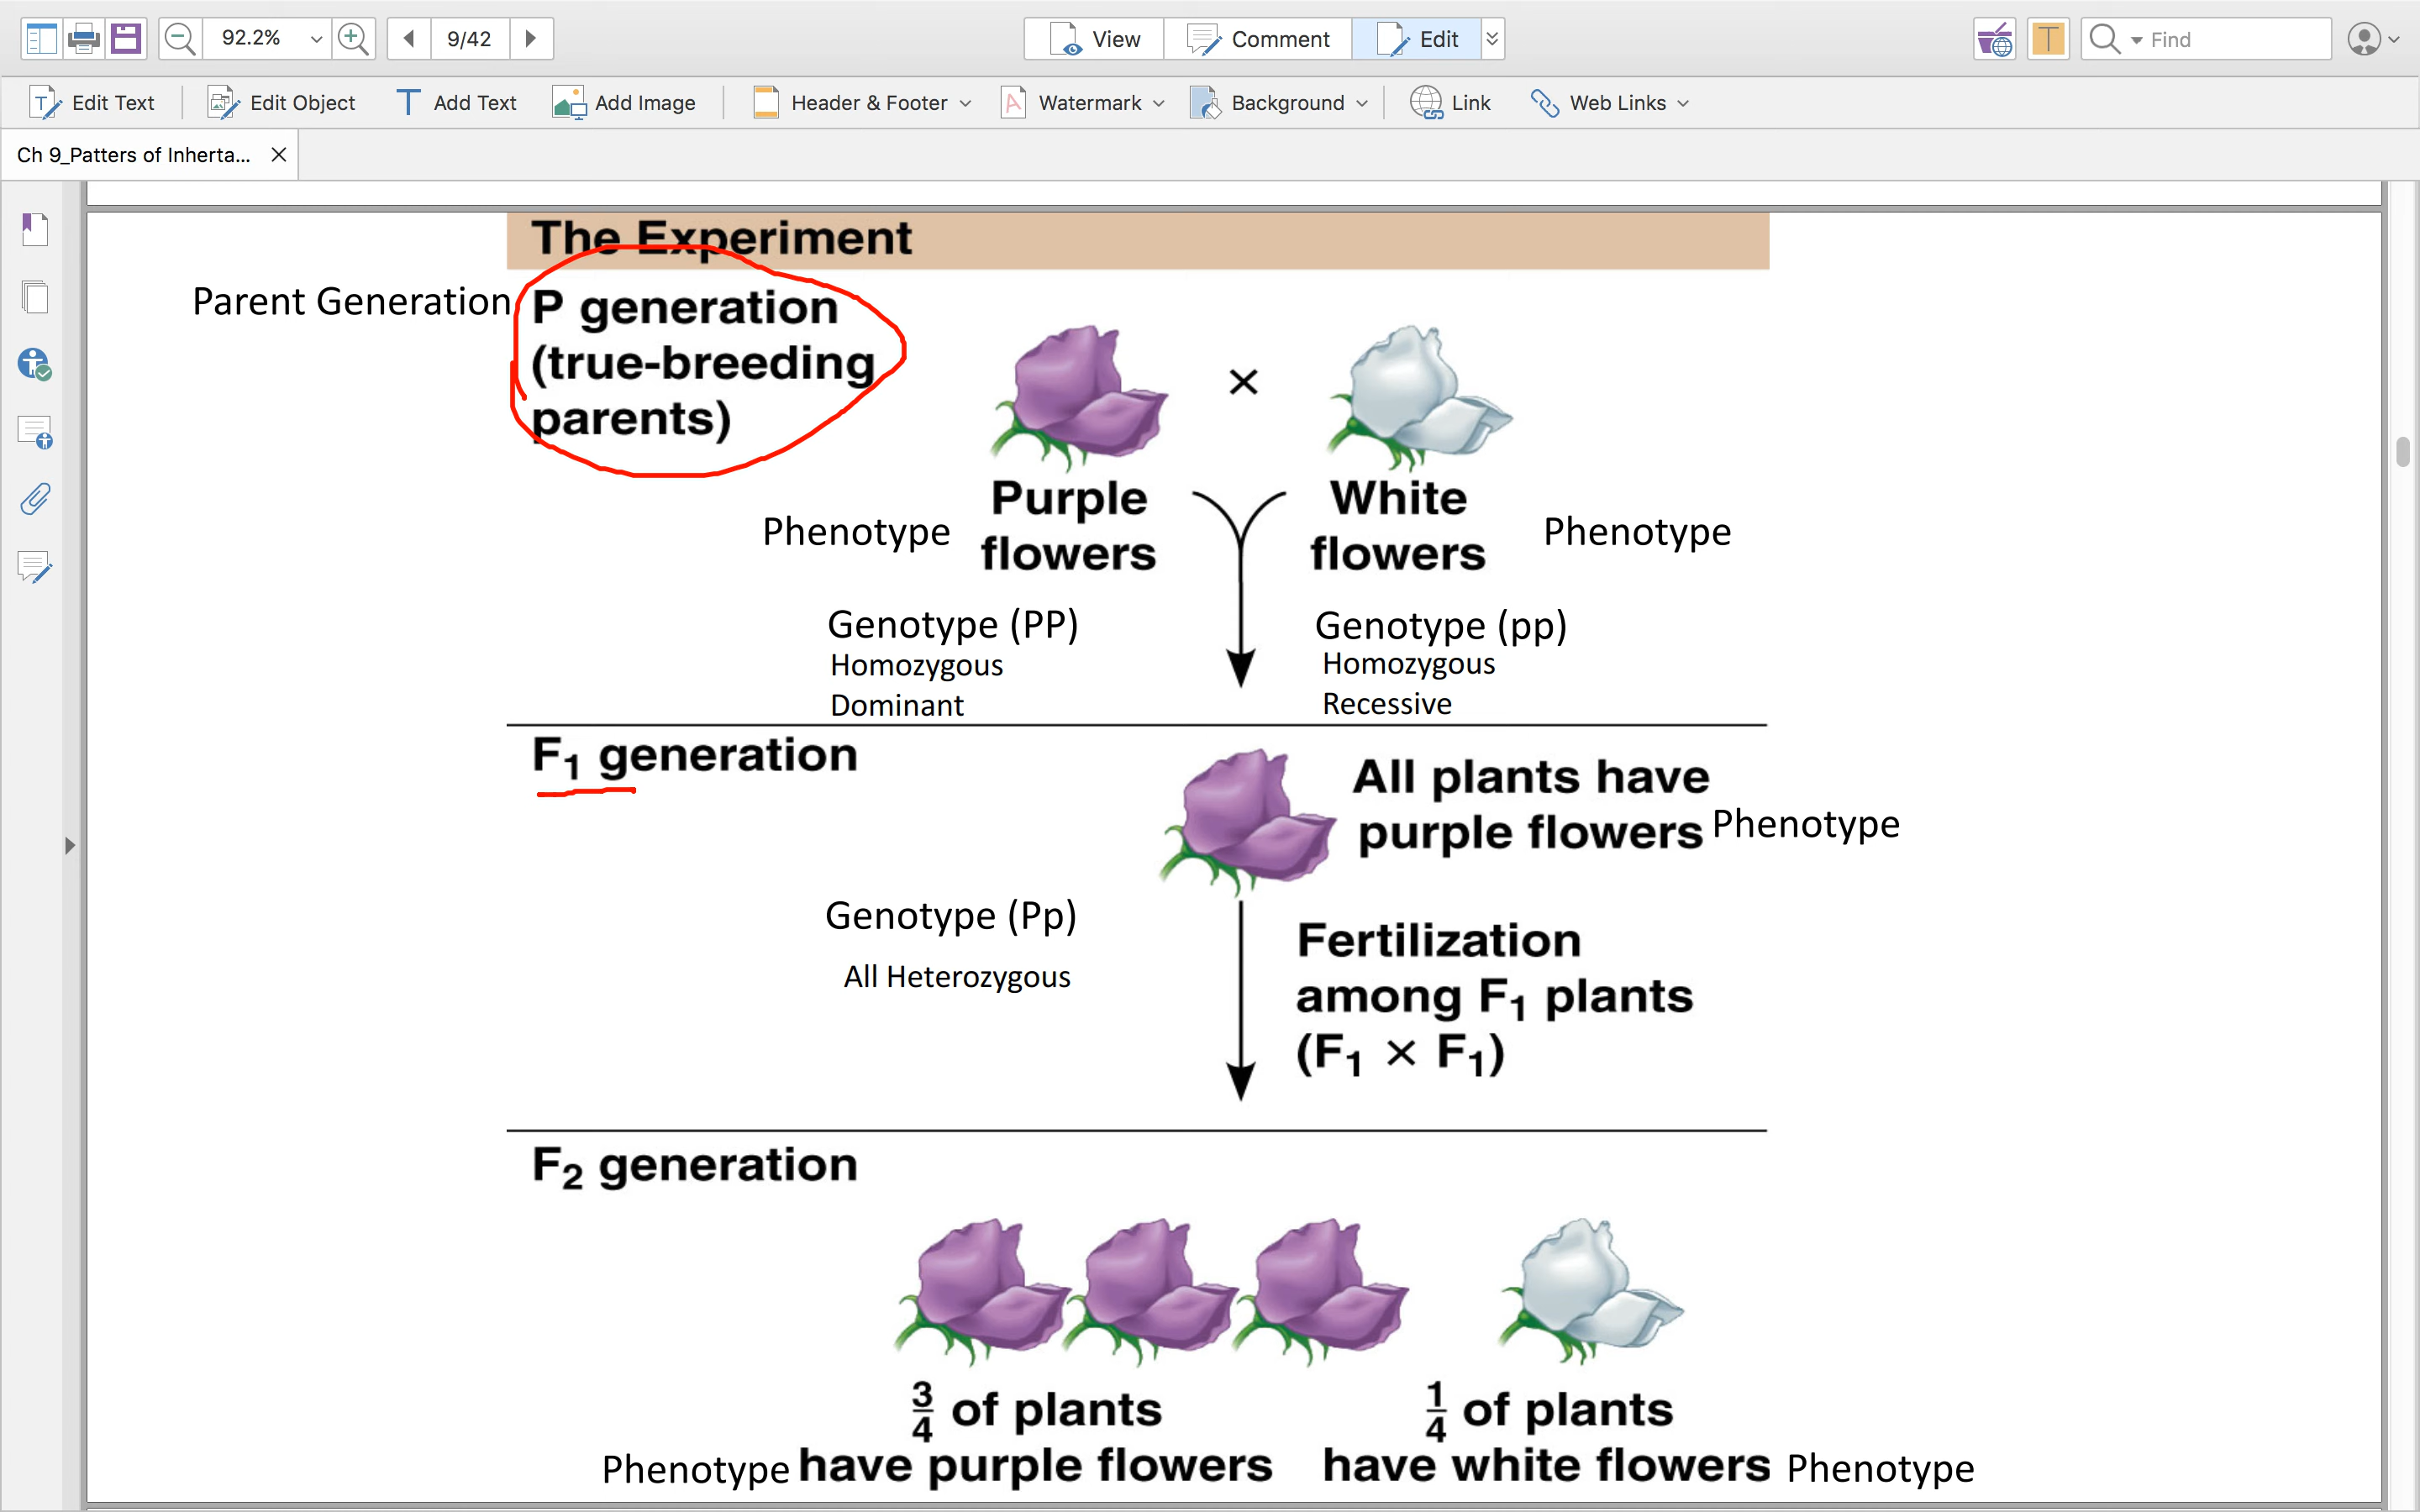 92.2%
9/42
View
Comment
Edit
Find
Edit Text
Edit Object
Add Text
Add Image
Header & Footer
Watermark
Background
Link
Web Links
Ch 9_Patters of Inherta...
The Experiment
Parent Generation
P generation
(true-breeding
parents)
×
Purple
flowers
Phenotype
White
flowers
Phenotype
Genotype (PP)
Homozygous
Dominant
Genotype (pp)
Homozygous
Recessive
F₁ generation
All plants have
purple flowers
Phenotype
Genotype (Pp)
All Heterozygous
Fertilization
among F₁ plants
(F₁ × F₁)
F₂ generation
3/4 of plants
have purple flowers
Phenotype
1/4 of plants
have white flowers
Phenotype